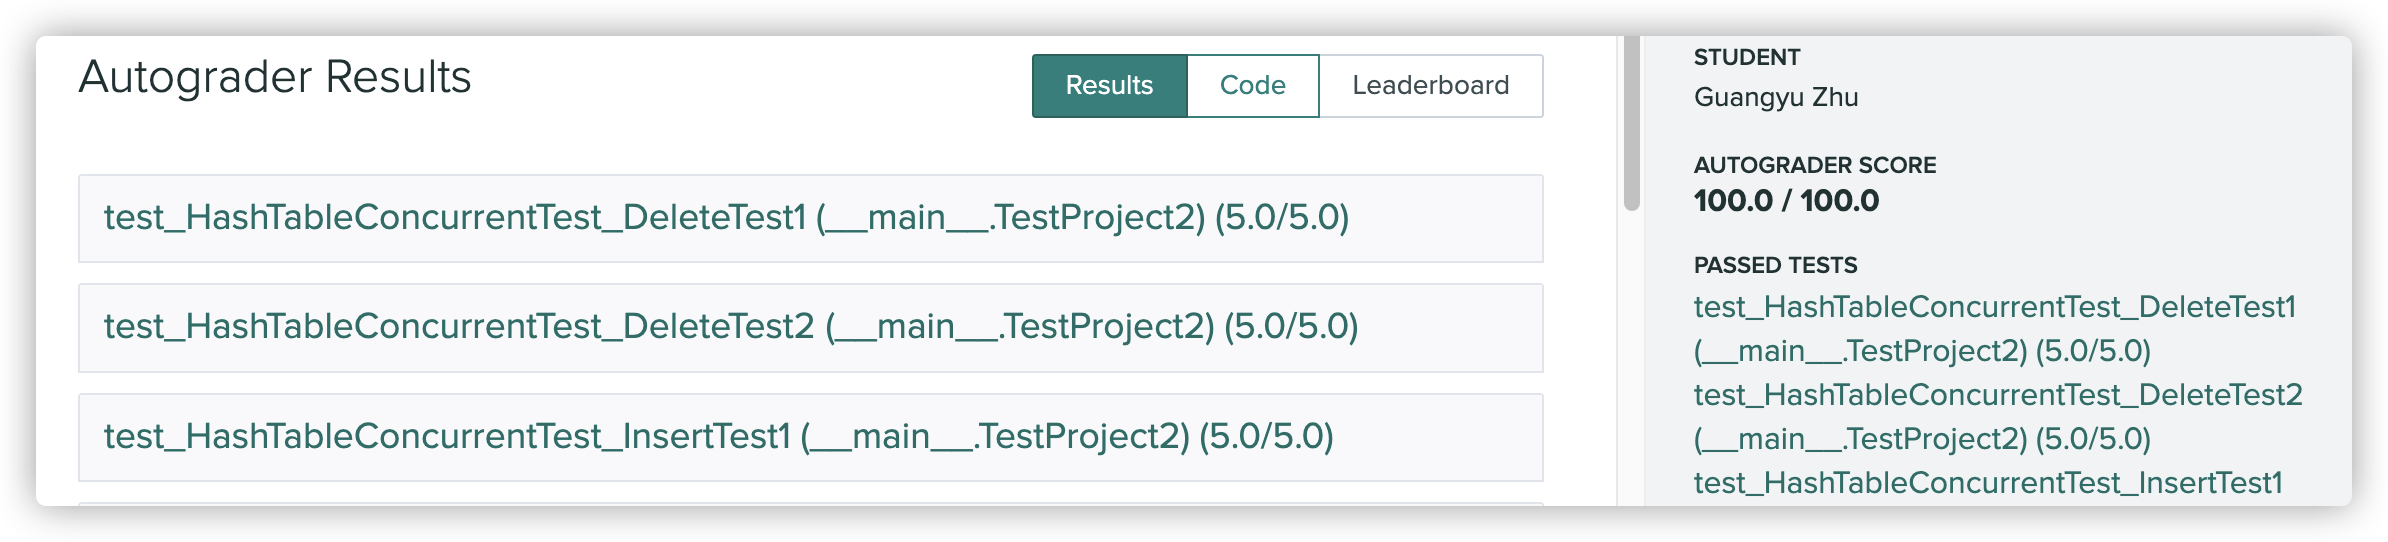 Autograder Results
Results
Code
Leaderboard
test_HashTableConcurrentTest_DeleteTest1 (__main__.TestProject2) (5.0/5.0)
test_HashTableConcurrentTest_DeleteTest2 (__main__.TestProject2) (5.0/5.0)
test_HashTableConcurrentTest_InsertTest1 (__main__.TestProject2) (5.0/5.0)
STUDENT
Guangyu Zhu
AUTOGRADER SCORE
100.0 / 100.0
PASSED TESTS
test_HashTableConcurrentTest_DeleteTest1
(__main__.TestProject2) (5.0/5.0)
test_HashTableConcurrentTest_DeleteTest2
(__main__.TestProject2) (5.0/5.0)
test_HashTableConcurrentTest_InsertTest1